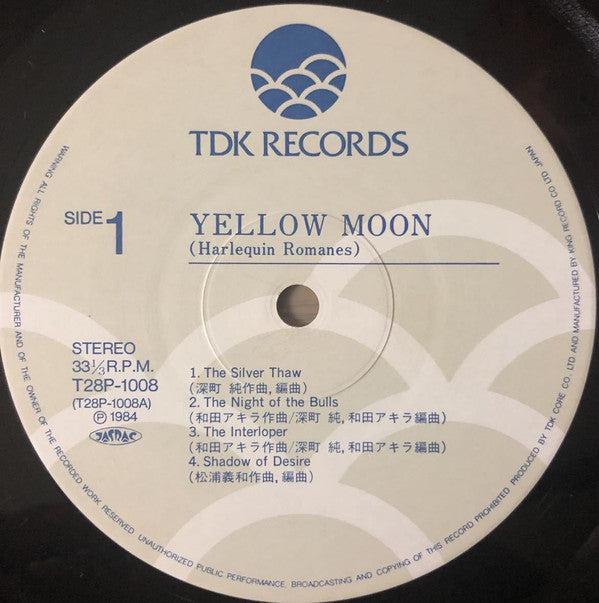 TDK RECORDS
SIDE 1
YELLOW MOON
(Harlequin Romanes)
STEREO
33 1/3 R.P.M.
T28P-1008
(T28P-1008A)
Ⓟ 1984
JASRAC
1. The Silver Thaw
(深町 純作曲, 編曲)
2. The Night of the Bulls
(和田アキラ作曲/深町 純, 和田アキラ編曲)
3. The Interloper
(和田アキラ作曲/深町 純, 和田アキラ編曲)
4. Shadow of Desire
(松浦義和作曲, 編曲)
WARNING: ALL RIGHTS OF THE MANUFACTURER AND OF THE OWNER OF THE RECORDED WORK RESERVED. UNAUTHORIZED PUBLIC PERFORMANCE, BROADCASTING AND COPYING OF THIS RECORD PROHIBITED. PRODUCED BY TDK CORE CO., LTD. AND MANUFACTURED BY KING RECORD CO., LTD. JAPAN